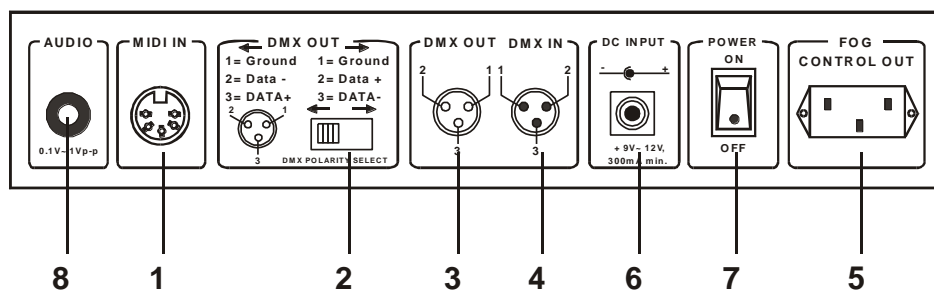 AUDIO
0.1V~1Vp-p
MIDI IN
DMX OUT
1= Ground 1= Ground
2= Data - 2= Data +
3= DATA+ 3= DATA-
2 1
3
DMX POLARITY SELECT
DMX OUT DMX IN
2 1 1 2
3 3
DC INPUT
- +
+ 9V~ 12V,
300mA min.
POWER
ON
OFF
FOG
CONTROL OUT
8 1 2 3 4 6 7 5